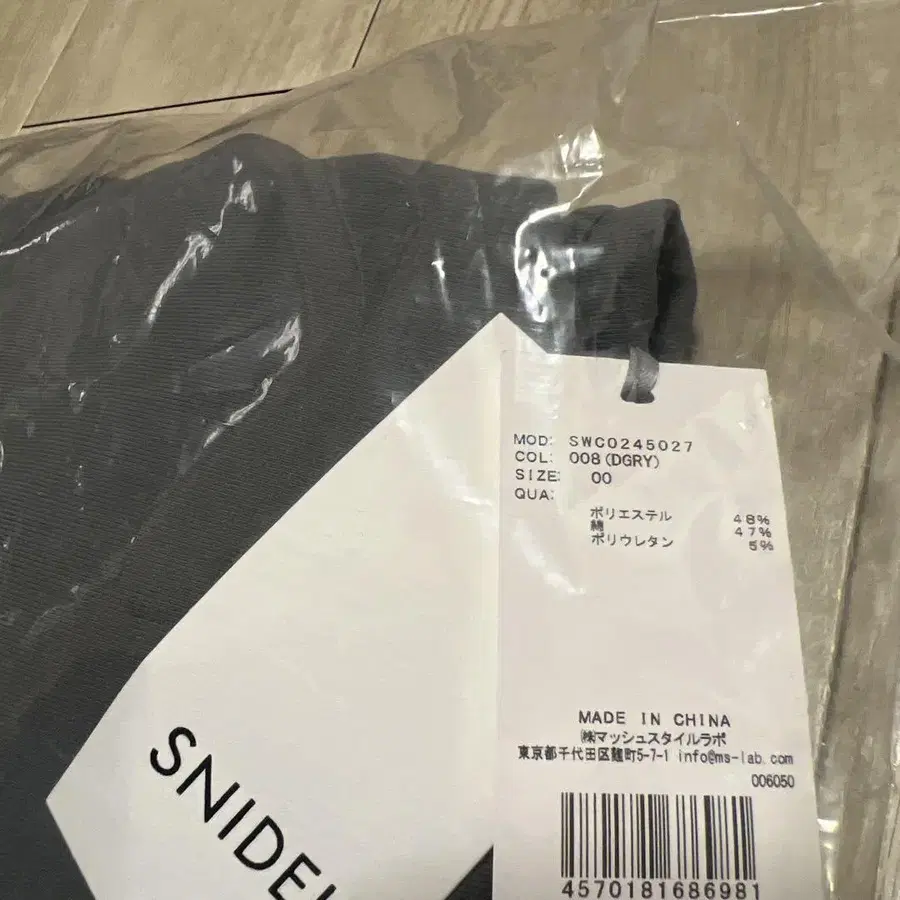 MOD: SWC0245027
COL: 008(DGRY)
SIZE: 00
QUA:
ポリエステル 48%
綿 47%
ポリウレタン 5%
MADE IN CHINA
㈱マッシュスタイルラボ
東京都千代田区麹町5-7-1 info@ms-lab.com
006050
4570181686981
SNIDE